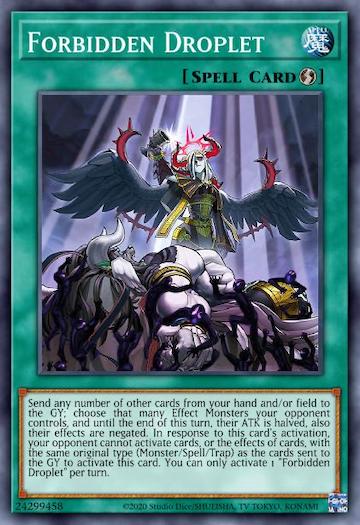 FORBIDDEN DROPLET
[SPELL CARD]
Send any number of other cards from your hand and/or field to
the GY; choose that many Effect Monsters your opponent
controls, and until the end of this turn, their ATK is halved, also
their effects are negated. In response to this card's activation,
your opponent cannot activate cards, or the effects of cards, with
the same original type (Monster/Spell/Trap) as the cards sent to
the GY to activate this card. You can only activate 1 "Forbidden
Droplet" per turn.
24299458 ©2020 Studio Dice/SHUEISHA, TV TOKYO, KONAMI